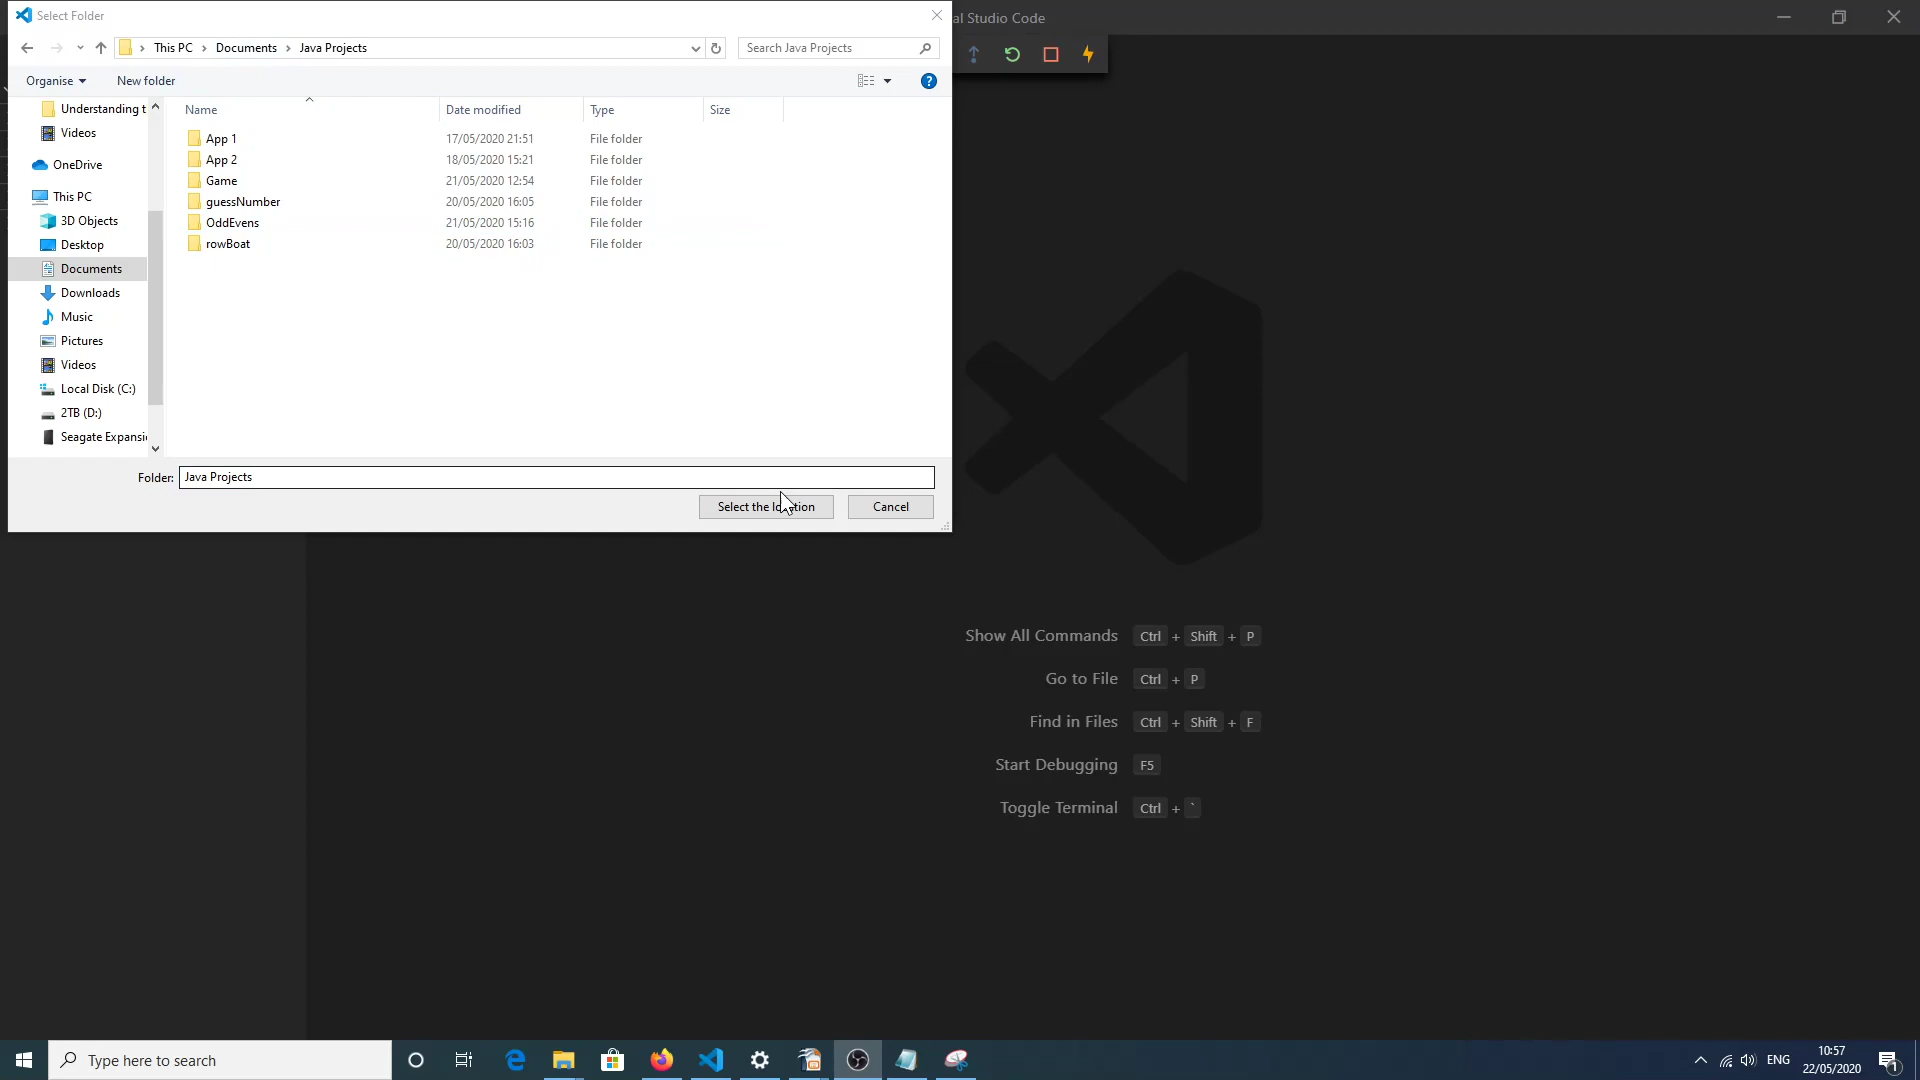 Select Folder
al Studio Code
This PC > Documents > Java Projects
Search Java Projects
Organise
New folder
Name
Date modified
Type
Size
Understanding t
Videos
OneDrive
This PC
3D Objects
Desktop
Documents
Downloads
Music
Pictures
Videos
Local Disk (C:)
2TB (D:)
Seagate Expansi
App 1 17/05/2020 21:51 File folder
App 2 18/05/2020 15:21 File folder
Game 21/05/2020 12:54 File folder
guessNumber 20/05/2020 16:05 File folder
OddEvens 21/05/2020 15:16 File folder
rowBoat 20/05/2020 16:03 File folder
Folder: Java Projects
Select the location
Cancel
Show All Commands Ctrl + Shift + P
Go to File Ctrl + P
Find in Files Ctrl + Shift + F
Start Debugging F5
Toggle Terminal Ctrl + `
Type here to search
ENG
10:57
22/05/2020
1